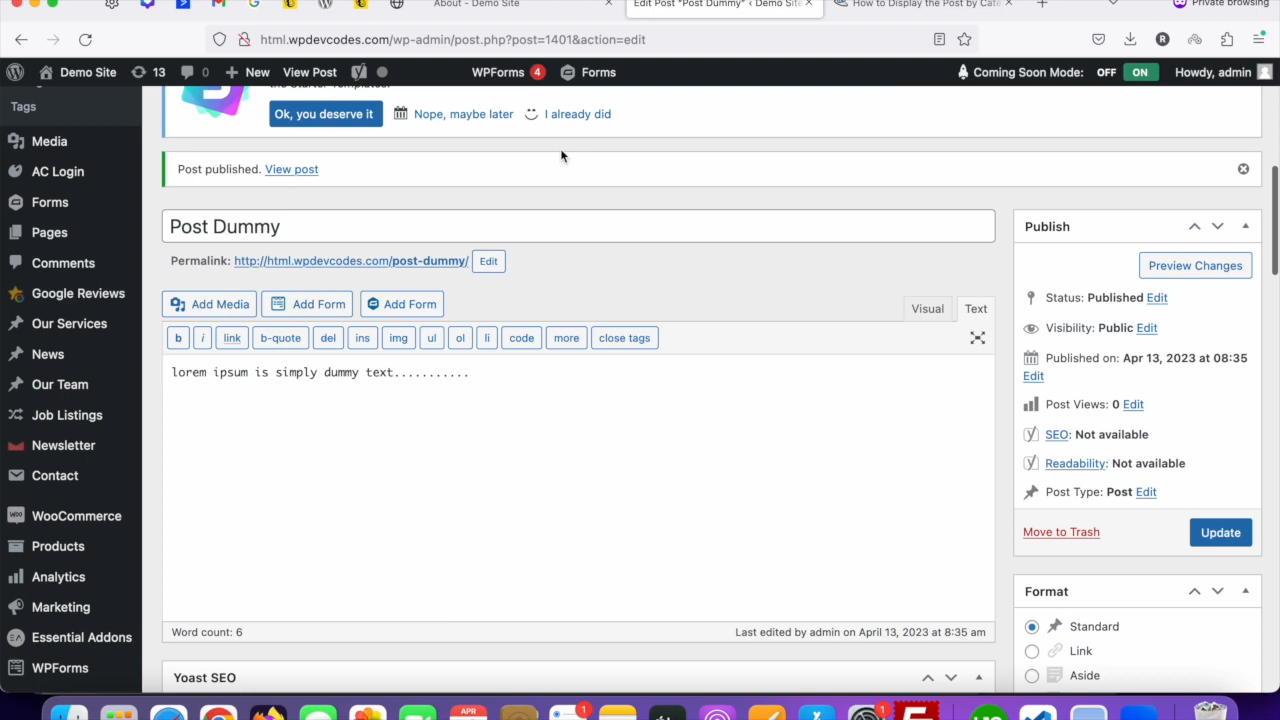 About - Demo Site
Edit Post "Post Dummy" ‹ Demo Site
How to Display the Post by Cate
Private browsing
html.wpdevcodes.com/wp-admin/post.php?post=1401&action=edit
Demo Site
13
0
New
View Post
WPForms 4
Forms
Coming Soon Mode: OFF ON
Howdy, admin
Tags
Media
AC Login
Forms
Pages
Comments
Google Reviews
Our Services
News
Our Team
Job Listings
Newsletter
Contact
WooCommerce
Products
Analytics
Marketing
Essential Addons
WPForms
Ok, you deserve it
Nope, maybe later
I already did
Post published. View post
Post Dummy
Permalink: http://html.wpdevcodes.com/post-dummy/ Edit
Add Media
Add Form
Add Form
Visual
Text
b
i
link
b-quote
del
ins
img
ul
ol
li
code
more
close tags
lorem ipsum is simply dummy text...........
Word count: 6
Last edited by admin on April 13, 2023 at 8:35 am
Yoast SEO
Publish
Preview Changes
Status: Published Edit
Visibility: Public Edit
Published on: Apr 13, 2023 at 08:35
Edit
Post Views: 0 Edit
SEO: Not available
Readability: Not available
Post Type: Post Edit
Move to Trash
Update
Format
Standard
Link
Aside
APR
1
1